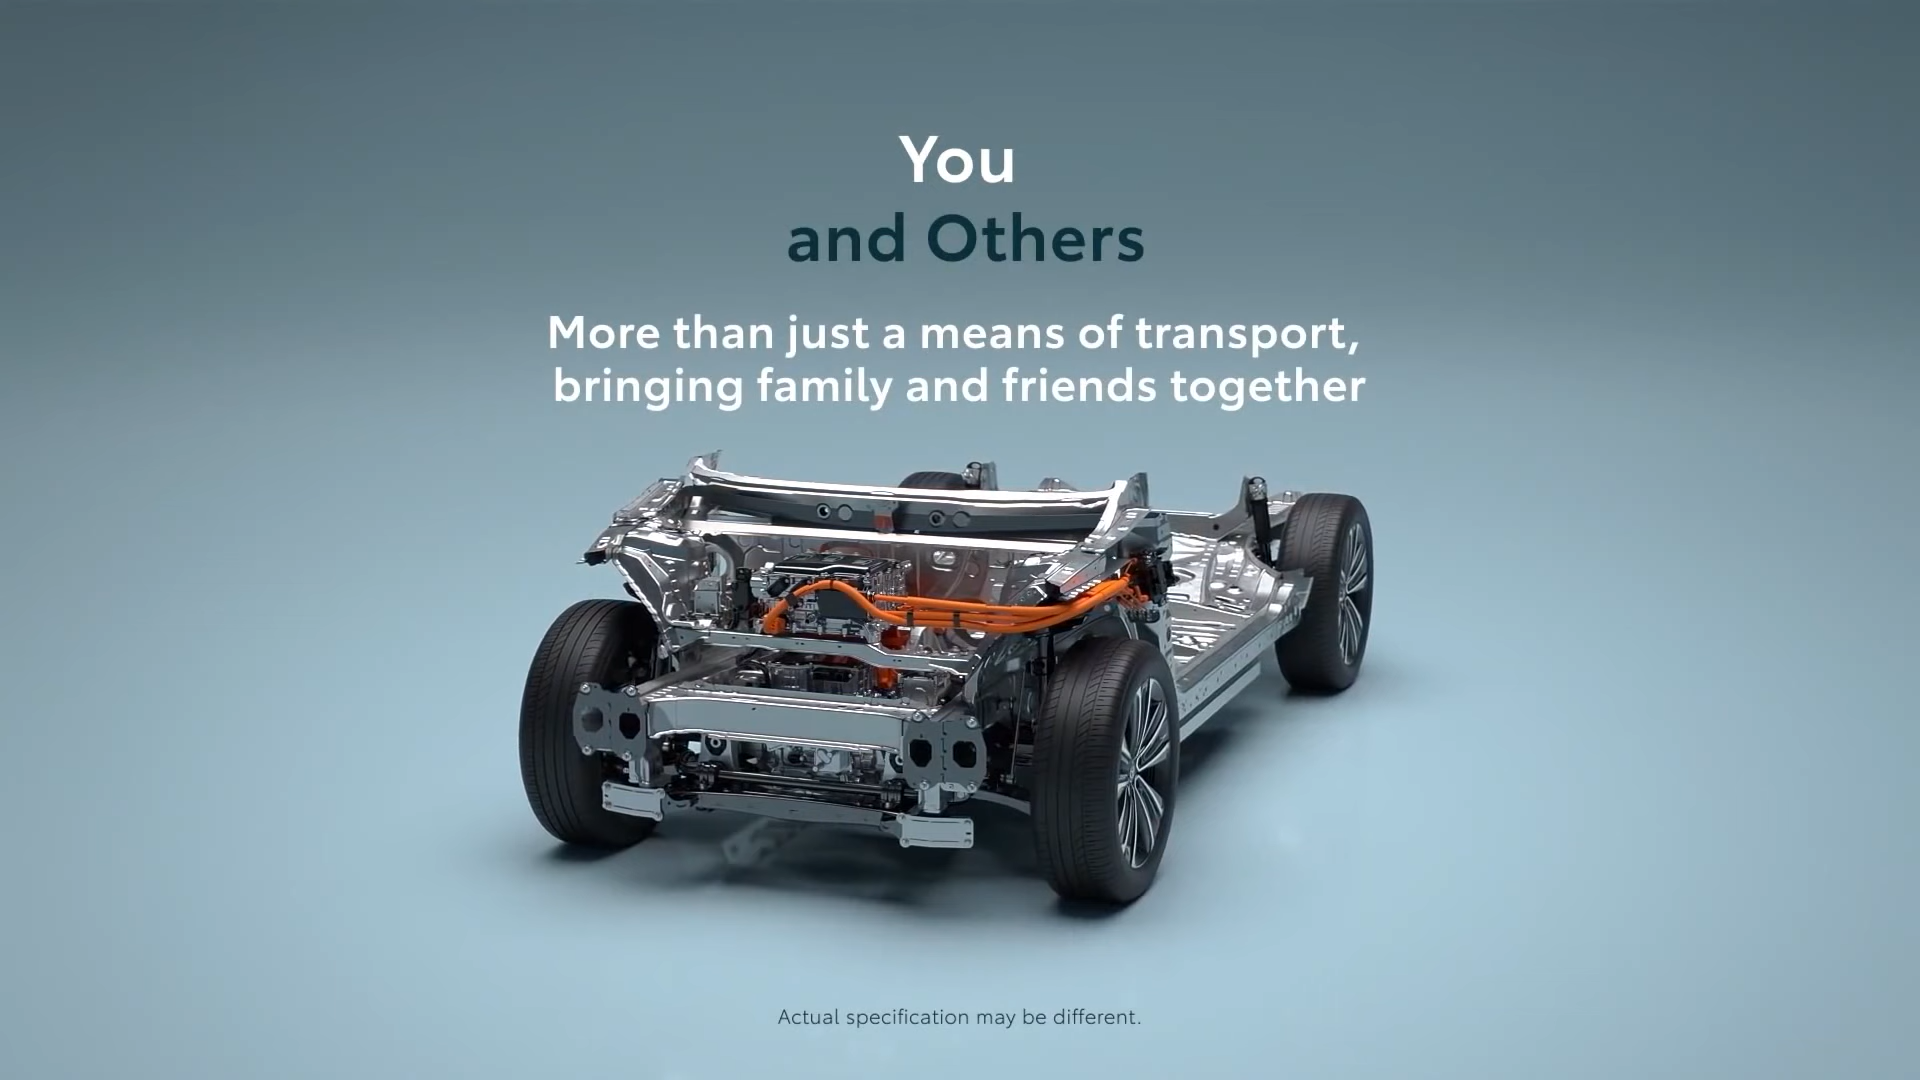 You
and Others
More than just a means of transport,
bringing family and friends together
Actual specification may be different.